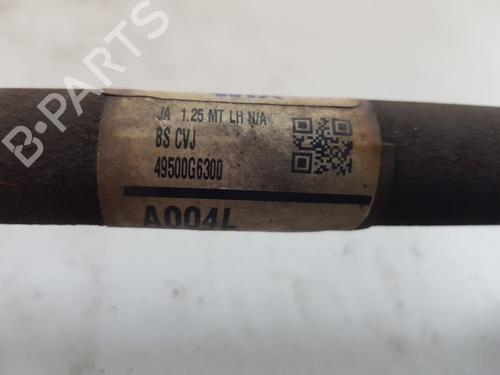 JA 1.25 MT LH N/A
BS CVJ
49500G6300
A004L
B-PARTS